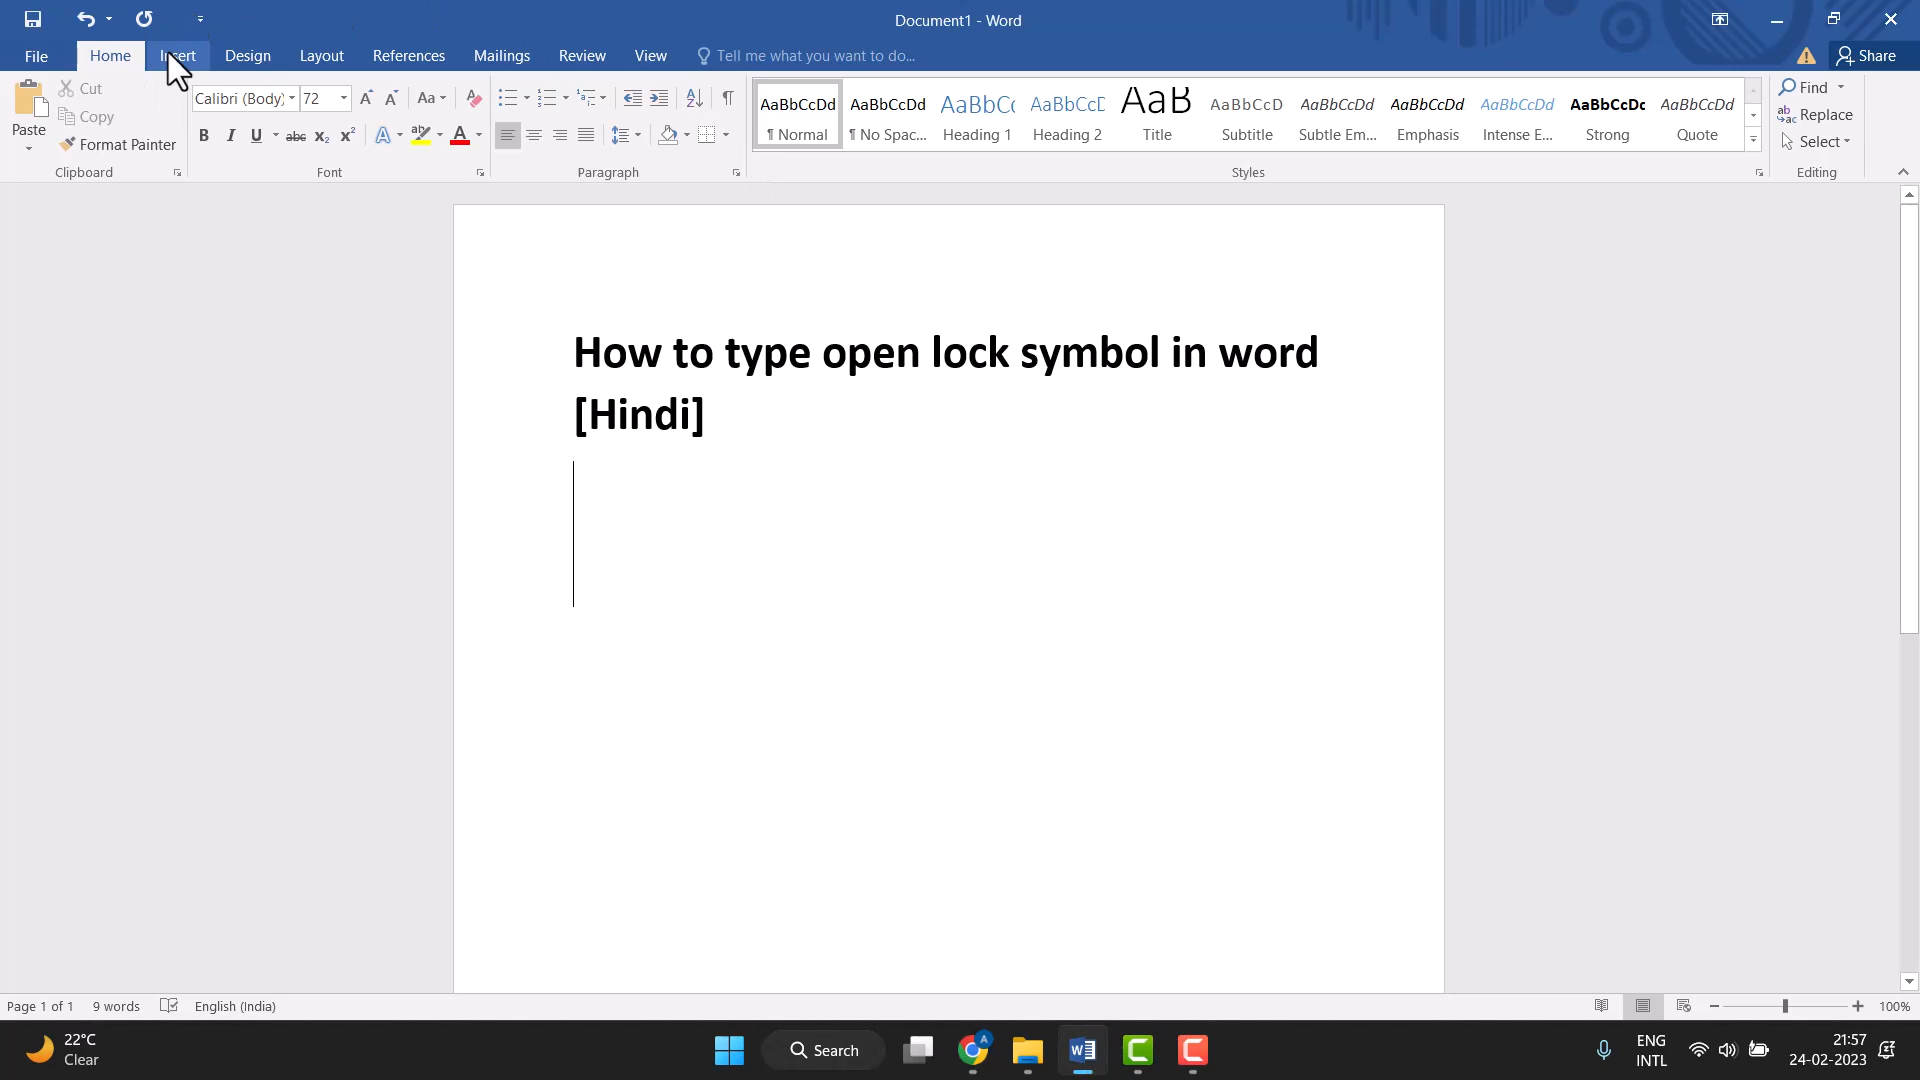 Document1 - Word
File Home Insert Design Layout References Mailings Review View Tell me what you want to do... Share
Paste
Cut
Copy
Format Painter
Clipboard
Calibri (Body) 72
Font
Paragraph
AaBbCcDd AaBbCcDd AaBbCc AaBbCcD AaB AaBbCcD AaBbCcDd AaBbCcDd AaBbCcDd AaBbCcDc AaBbCcDd
¶ Normal ¶ No Spac... Heading 1 Heading 2 Title Subtitle Subtle Em... Emphasis Intense E... Strong Quote
Styles
Find
Replace
Select
Editing
How to type open lock symbol in word
[Hindi]
Page 1 of 1 9 words English (India) 100%
22°C
Clear
Search
ENG
INTL
21:57
24-02-2023